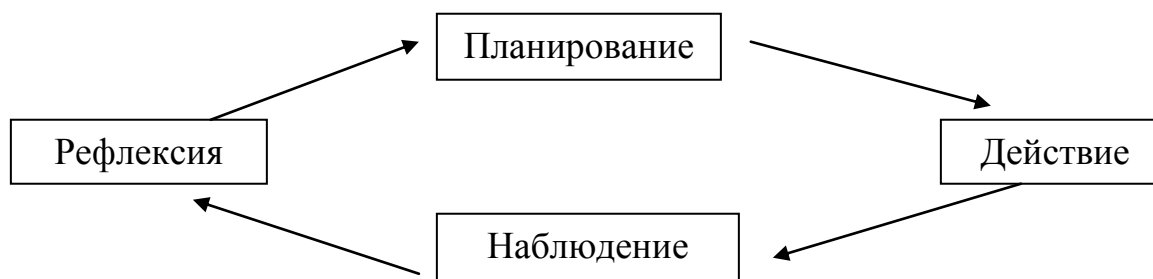 Планирование
Рефлексия
Действие
Наблюдение